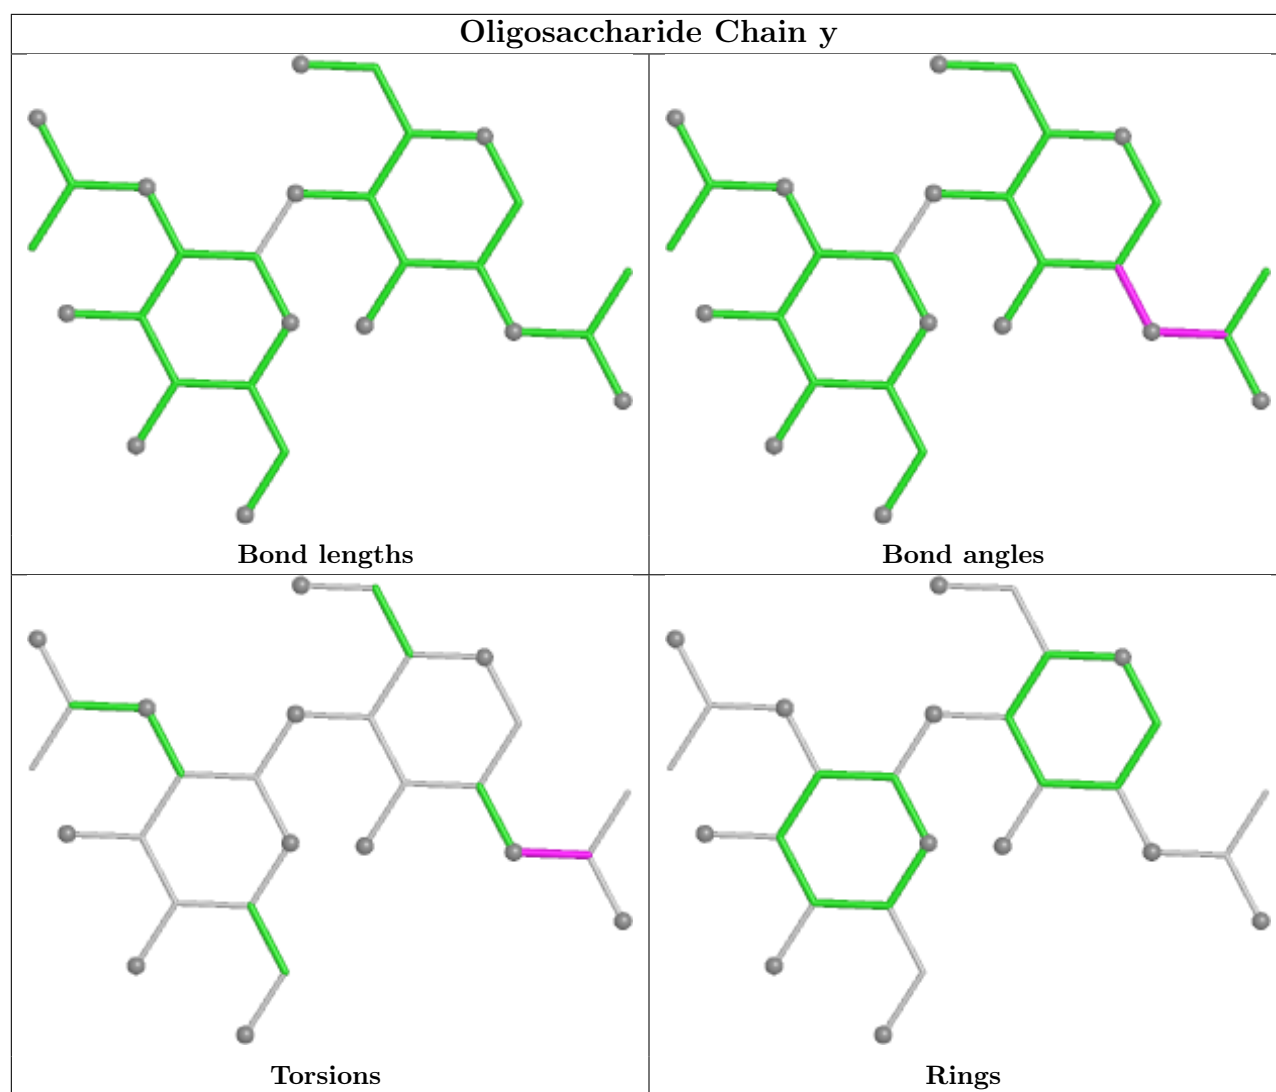 Oligosaccharide Chain y
Bond lengths
Bond angles
Torsions
Rings